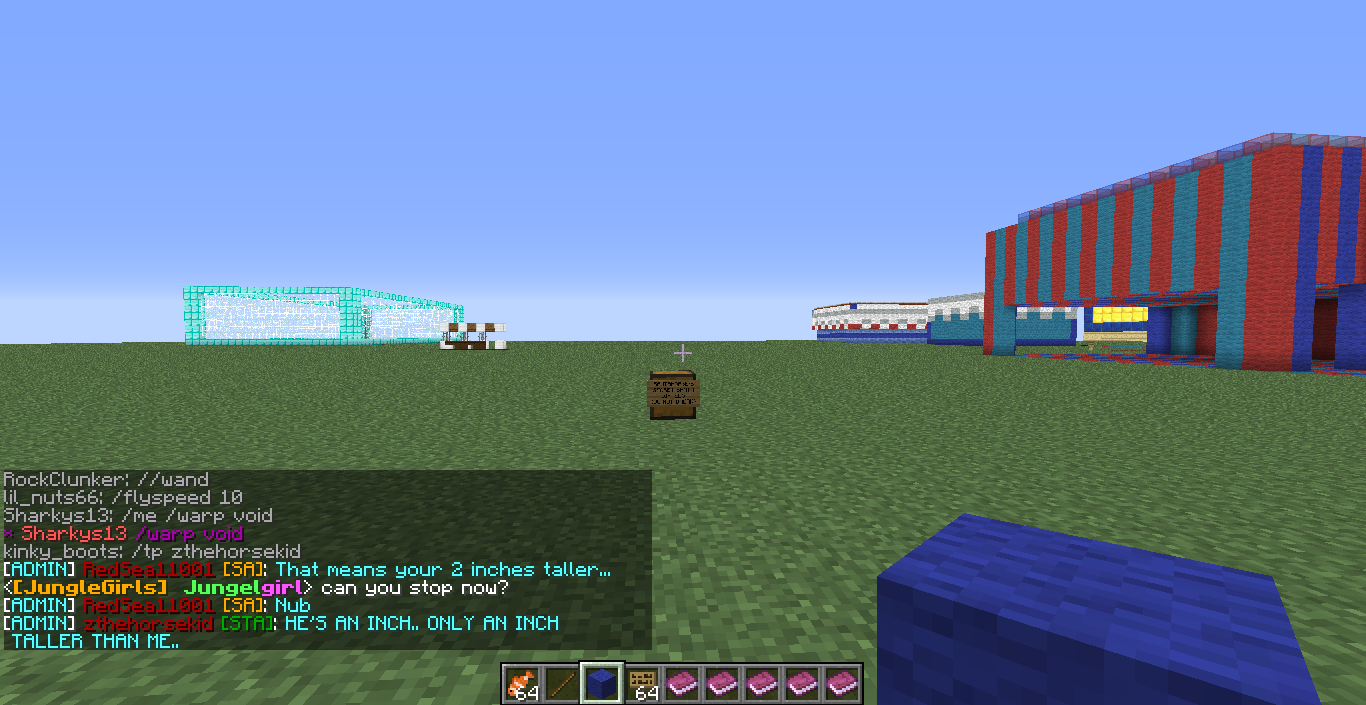 RockClunker: //wand
lil_nuts66: /flyspeed 10
Sharkys13: /me /warp void
* Sharkys13 /warp void
kinky_boots: /tp zthehorsekid
[ADMIN] RedSea11001 [SA]: That means your 2 inches taller...
<[JungleGirls] Jungelgirl> can you stop now?
[ADMIN] RedSea11001 [SA]: Nub
[ADMIN] zthehorsekid [STA]: HE'S AN INCH.. ONLY AN INCH
TALLER THAN ME..
64
64